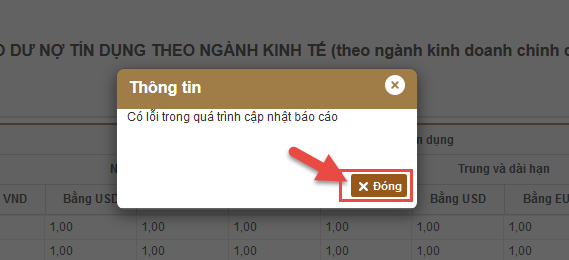 DƯ NỢ TÍN DỤNG THEO NGÀNH KINH TẾ (theo ngành kinh doanh chính
Thông tin
Có lỗi trong quá trình cập nhật báo cáo
dụng
Trung và dài hạn
Đóng
VND Bằng USD Bằng USD Bằng
1,00 1,00 1,00 1,00 1,00 1,00
1,00 1,00 1,00 1,00 1,00 1,00